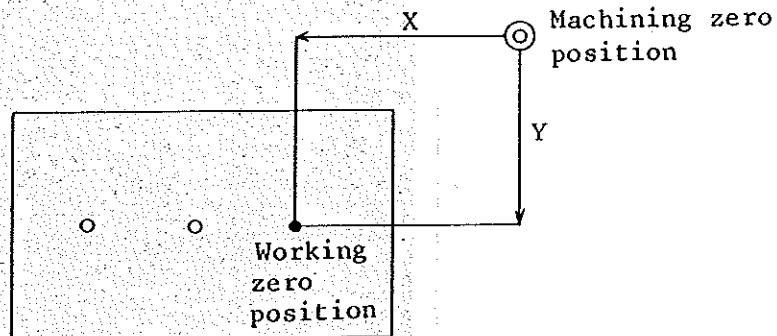 X
Machining zero
position
Y
Working
zero
position